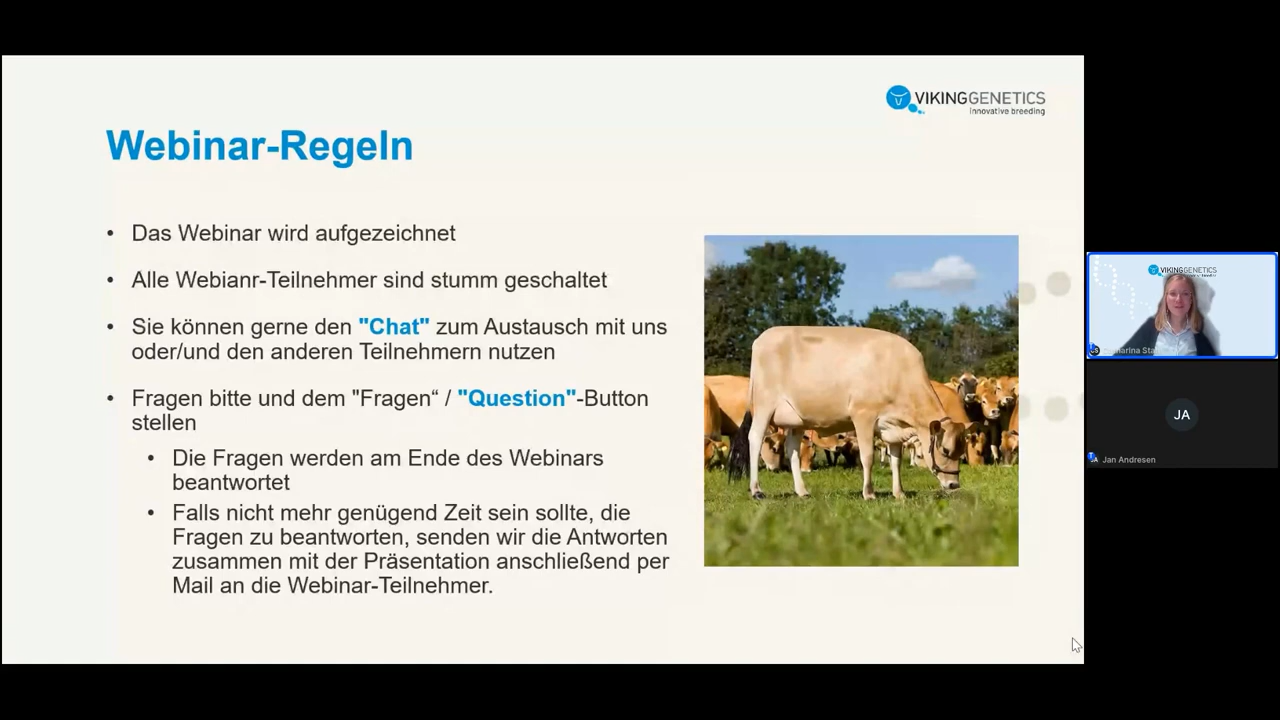 VIKINGGENETICS
innovative breeding
Webinar-Regeln
• Das Webinar wird aufgezeichnet
• Alle Webianr-Teilnehmer sind stumm geschaltet
• Sie können gerne den "Chat" zum Austausch mit uns
oder/und den anderen Teilnehmern nutzen
• Fragen bitte und dem "Fragen“ / "Question"-Button
stellen
• Die Fragen werden am Ende des Webinars
beantwortet
• Falls nicht mehr genügend Zeit sein sollte, die
Fragen zu beantworten, senden wir die Antworten
zusammen mit der Präsentation anschließend per
Mail an die Webinar-Teilnehmer.
VIKINGGENETICS
JA
Jan Andresen